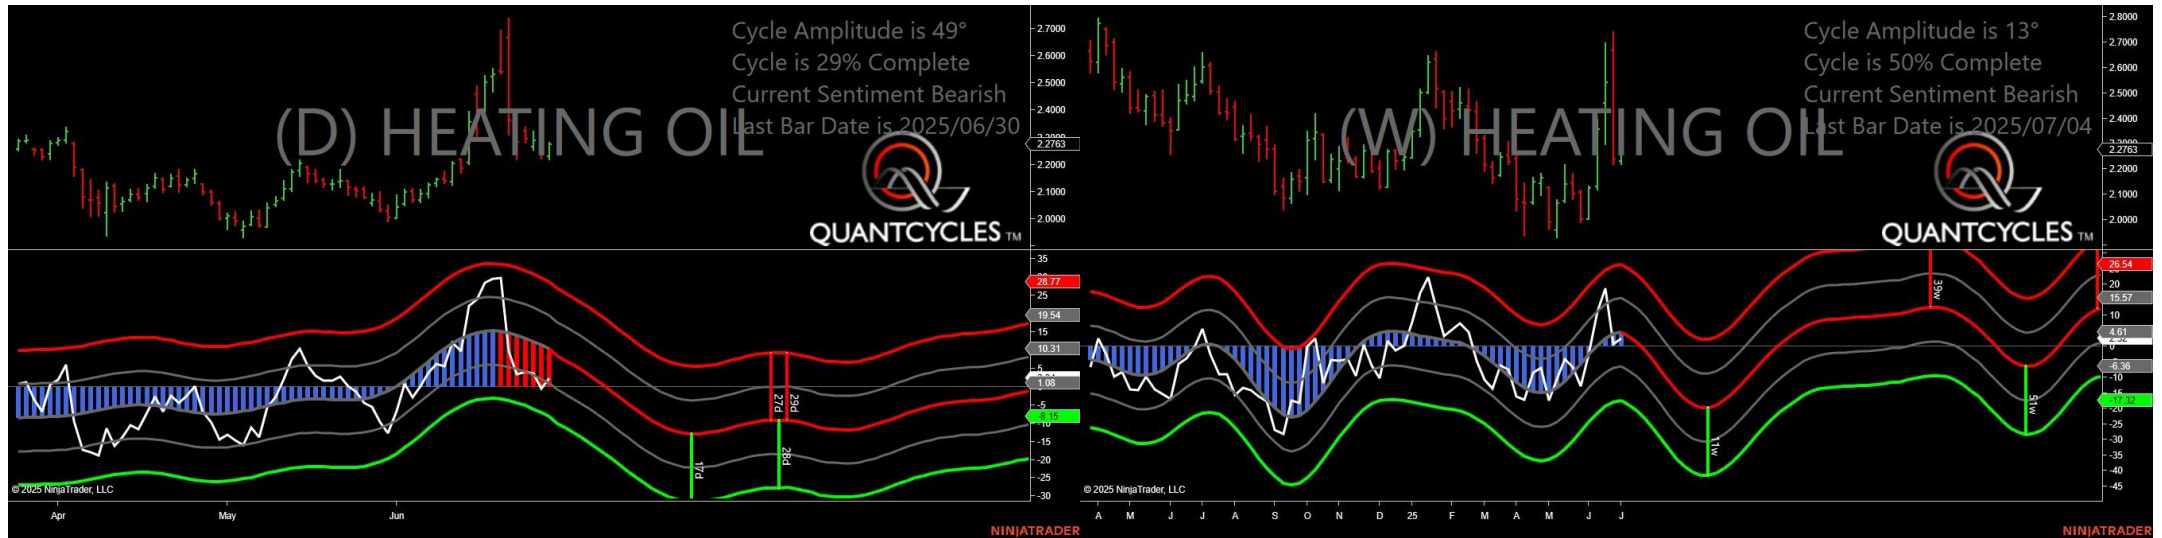 Cycle Amplitude is 49°
Cycle is 29% Complete
Current Sentiment Bearish
Last Bar Date is 2025/06/30
(D) HEATING OIL
QUANTCYCLES TM
2.7000
2.6000
2.5000
2.4000
2.2763
2.2000
2.1000
2.0000
35
28.77
25
19.54
15
10.31
5
1.08
-5
-8.15
-15
-20
-25
-30
17d
27d
29d
28d
© 2025 NinjaTrader, LLC
Apr May Jun
NINJATRADER
Cycle Amplitude is 13°
Cycle is 50% Complete
Current Sentiment Bearish
Last Bar Date is 2025/07/04
(W) HEATING OIL
QUANTCYCLES TM
2.8000
2.7000
2.6000
2.5000
2.4000
2.2763
2.2000
2.1000
2.0000
26.54
20
15.57
10
4.61
0
-6.36
-10
-17.32
-20
-25
-30
-35
-40
-45
11w
39w
51w
© 2025 NinjaTrader, LLC
A M J J A S O N D 25 F M A M J J
NINJATRADER